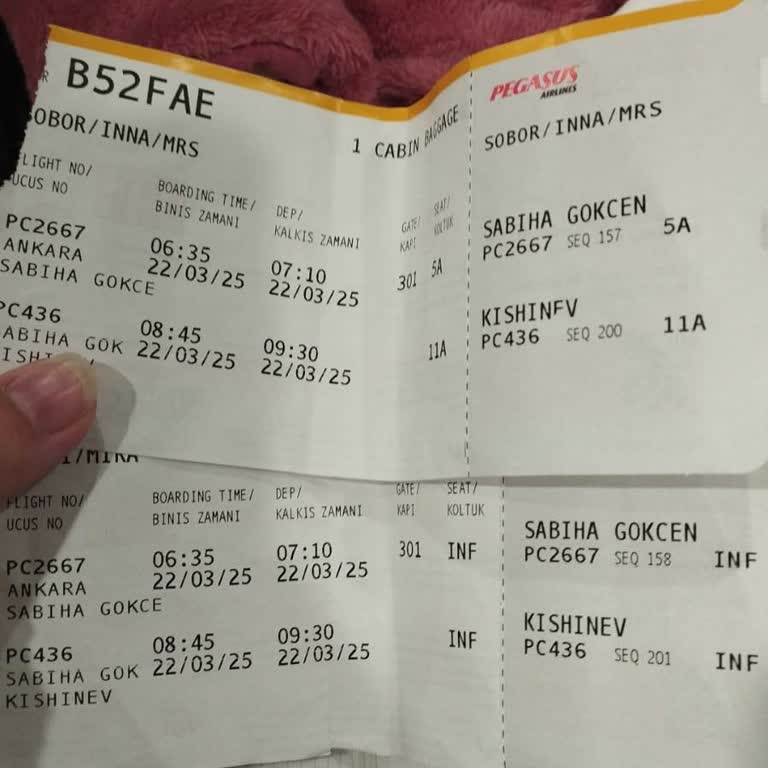 B52FAE
SOBOR/INNA/MRS
1 CABIN BAGGAGE
FLIGHT NO/ BOARDING TIME/ DEP/ GATE/ SEAT/
UCUS NO BINIS ZAMANI KALKIS ZAMANI KAPI KOLTUK
PC2667 06:35 07:10 301 5A
ANKARA 22/03/25 22/03/25
SABIHA GOKCE
PC436 08:45 09:30 11A
SABIHA GOK 22/03/25 22/03/25
PEGASUS
AIRLINES
SOBOR/INNA/MRS
SABIHA GOKCEN
PC2667 SEQ 157 5A
KISHINEV
PC436 SEQ 200 11A
FLIGHT NO/ BOARDING TIME/ DEP/ GATE/ SEAT/
UCUS NO BINIS ZAMANI KALKIS ZAMANI KAPI KOLTUK
PC2667 06:35 07:10 301 INF
ANKARA 22/03/25 22/03/25
SABIHA GOKCE
PC436 08:45 09:30 INF
SABIHA GOK 22/03/25 22/03/25
KISHINEV
SABIHA GOKCEN
PC2667 SEQ 158 INF
KISHINEV
PC436 SEQ 201 INF